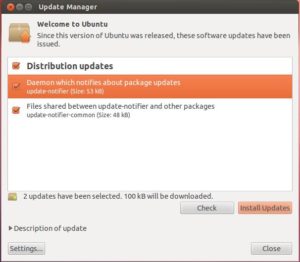 Update Manager
Welcome to Ubuntu
Since this version of Ubuntu was released, these software updates have been
issued.
Distribution updates
Daemon which notifies about package updates
update-notifier (Size: 53 kB)
Files shared between update-notifier and other packages
update-notifier-common (Size: 48 kB)
2 updates have been selected. 100 kB will be downloaded.
Check
Install Updates
Description of update
Settings...
Close